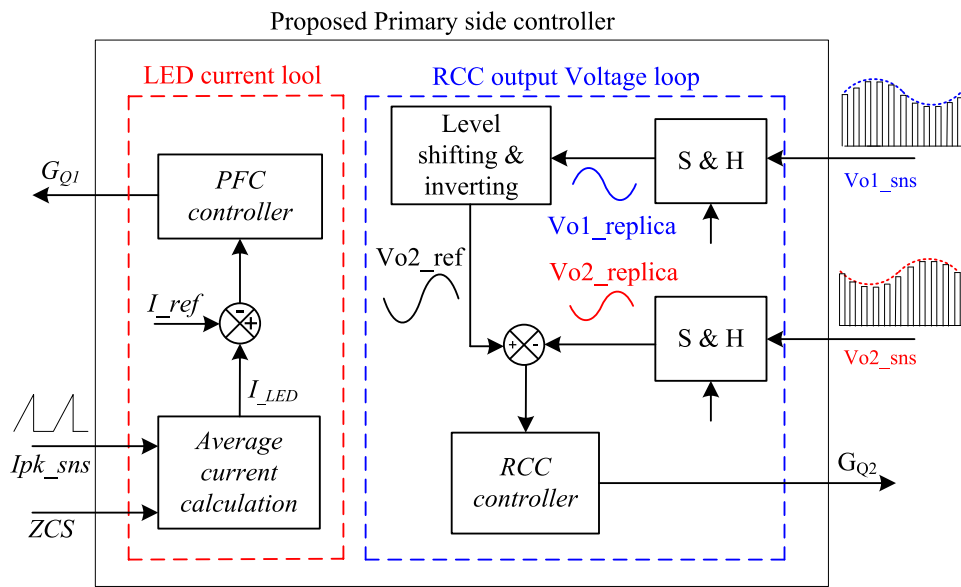 Proposed Primary side controller
LED current lool
RCC output Voltage loop
Level
shifting &
inverting
S & H
Vo1_sns
G_Q1
PFC
controller
Vo1_replica
Vo2_ref
Vo2_replica
I_ref
-
+
+
-
S & H
Vo2_sns
I_LED
Ipk_sns
Average
current
calculation
ZCS
RCC
controller
G_Q2